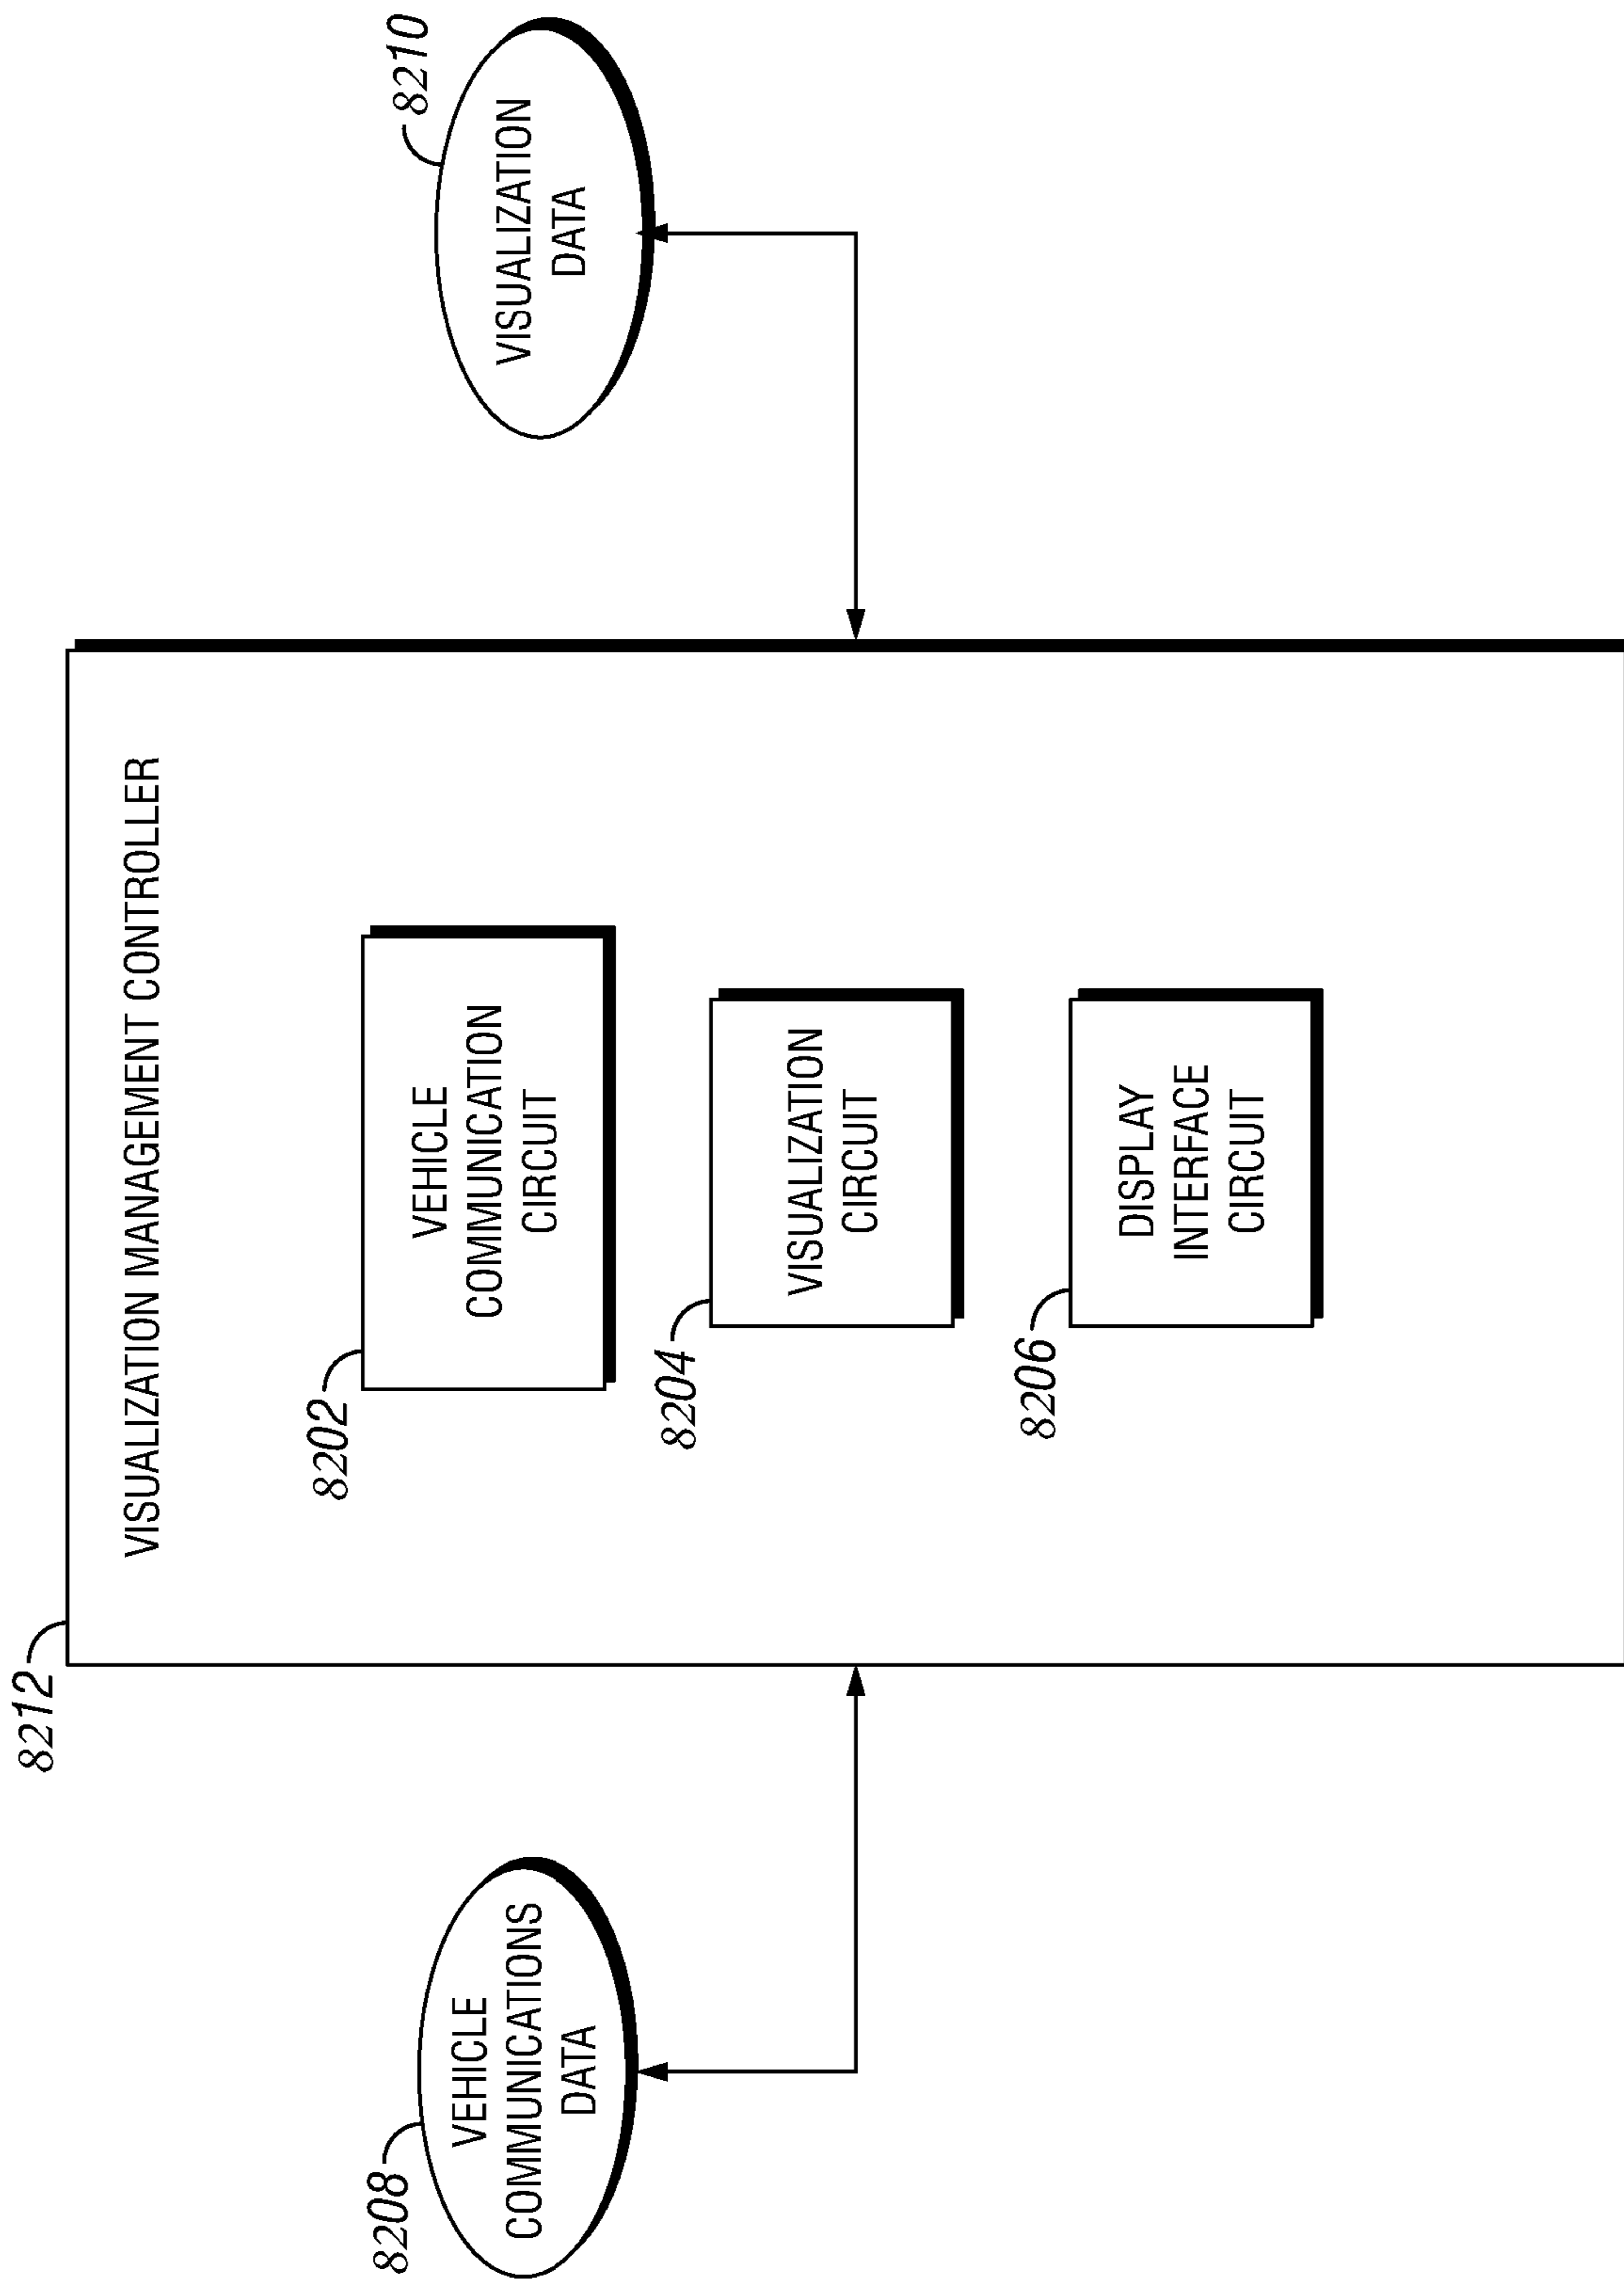 8212
VISUALIZATION MANAGEMENT CONTROLLER
8208
VEHICLE
COMMUNICATIONS
DATA
8202
VEHICLE
COMMUNICATION
CIRCUIT
8204
VISUALIZATION
CIRCUIT
8206
DISPLAY
INTERFACE
CIRCUIT
8210
VISUALIZATION
DATA